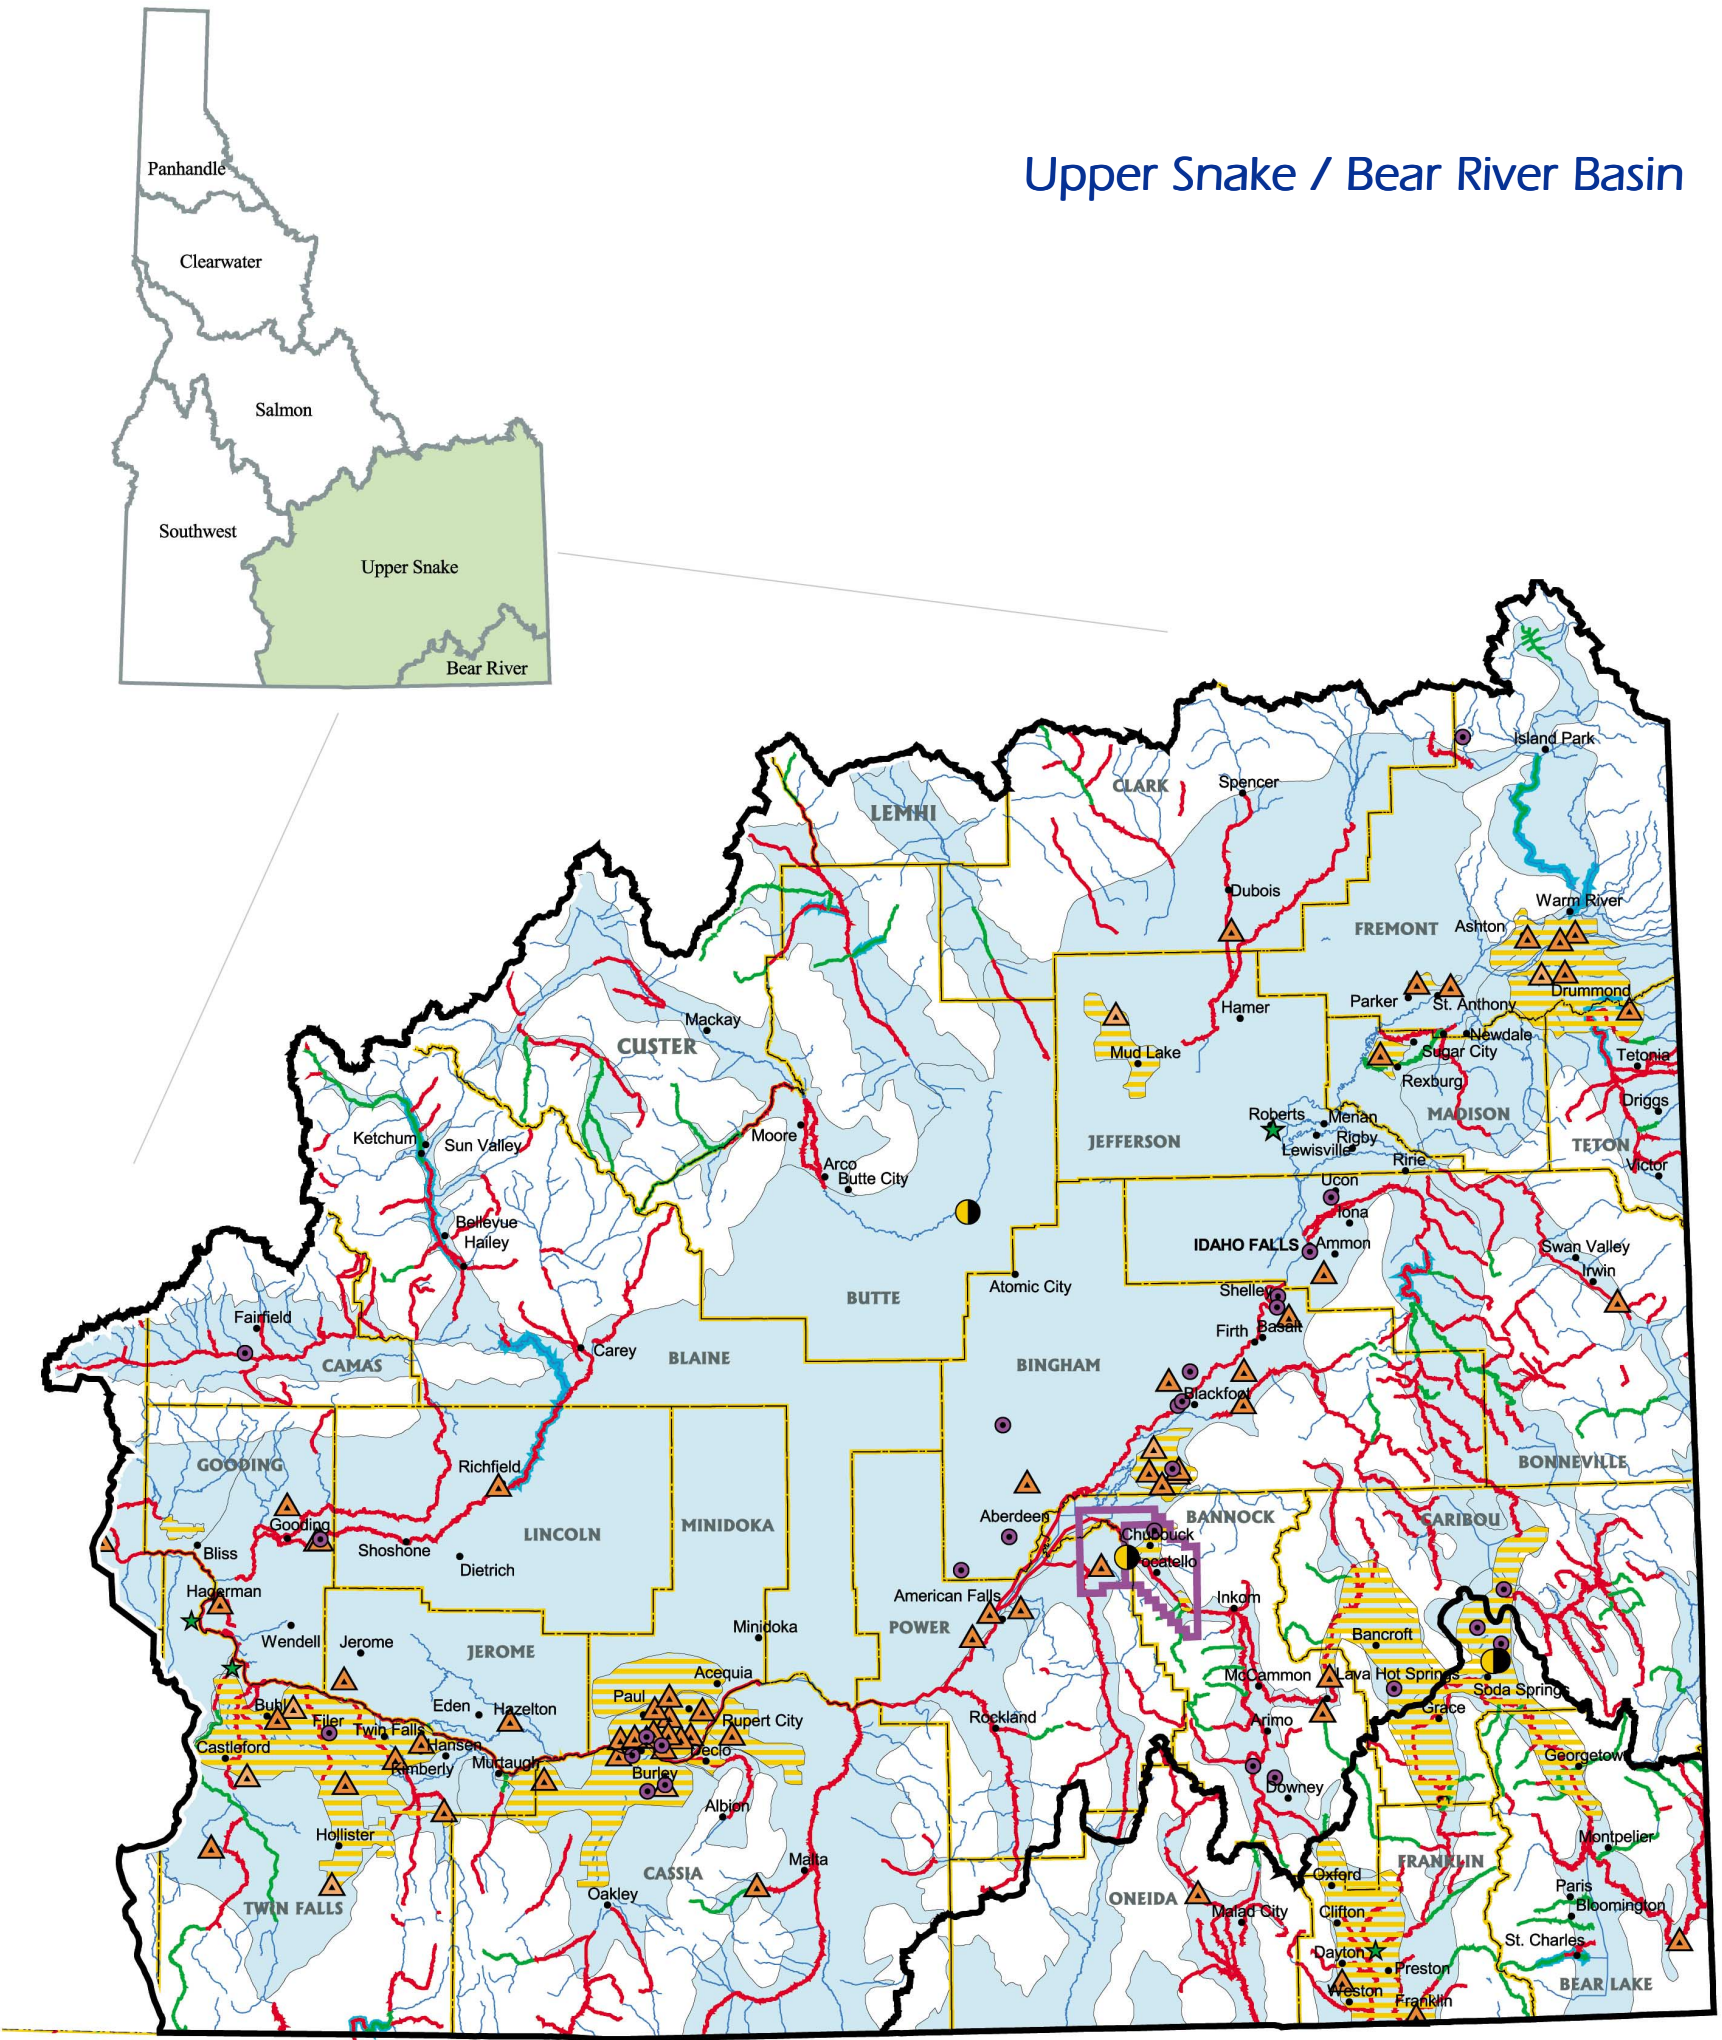 Upper Snake / Bear River Basin
Panhandle
Clearwater
Salmon
Southwest
Upper Snake
Bear River
Island Park
CLARK
Spencer
LEMHI
Dubois
Warm River
FREMONT
Ashton
Drummond
Parker
St. Anthony
Hamer
Mackay
CUSTER
Newdale
Sugar City
Mud Lake
Tetonia
Rexburg
Driggs
MADISON
Roberts
Menan
Ketchum
Sun Valley
Moore
JEFFERSON
Rigby
Lewisville
TETON
Ririe
Victor
Arco
Butte City
Ucon
Iona
Bellevue
Hailey
IDAHO FALLS
Ammon
Swan Valley
Irwin
Atomic City
Shelley
BUTTE
Fairfield
Firth
Basalt
Carey
BLAINE
CAMAS
BINGHAM
Blackfoot
GOODING
Richfield
BONNEVILLE
Aberdeen
BANNOCK
CARIBOU
Gooding
LINCOLN
MINIDOKA
Chubbuck
Bliss
Shoshone
Dietrich
Pocatello
Hagerman
American Falls
Inkom
POWER
Wendell
Jerome
Minidoka
Bancroft
JEROME
Acequia
McCammon
Lava Hot Springs
Soda Springs
Paul
Buhl
Eden
Hazelton
Grace
Filer
Twin Falls
Rupert City
Rockland
Arimo
Castleford
Hansen
Declo
Georgetown
Kimberly
Murtaugh
Burley
Downey
Albion
Hollister
Montpelier
Malta
FRANKLIN
CASSIA
Oxford
Oakley
ONEIDA
Paris
TWIN FALLS
Malad City
Clifton
Bloomington
St. Charles
Dayton
Preston
BEAR LAKE
Weston
Franklin